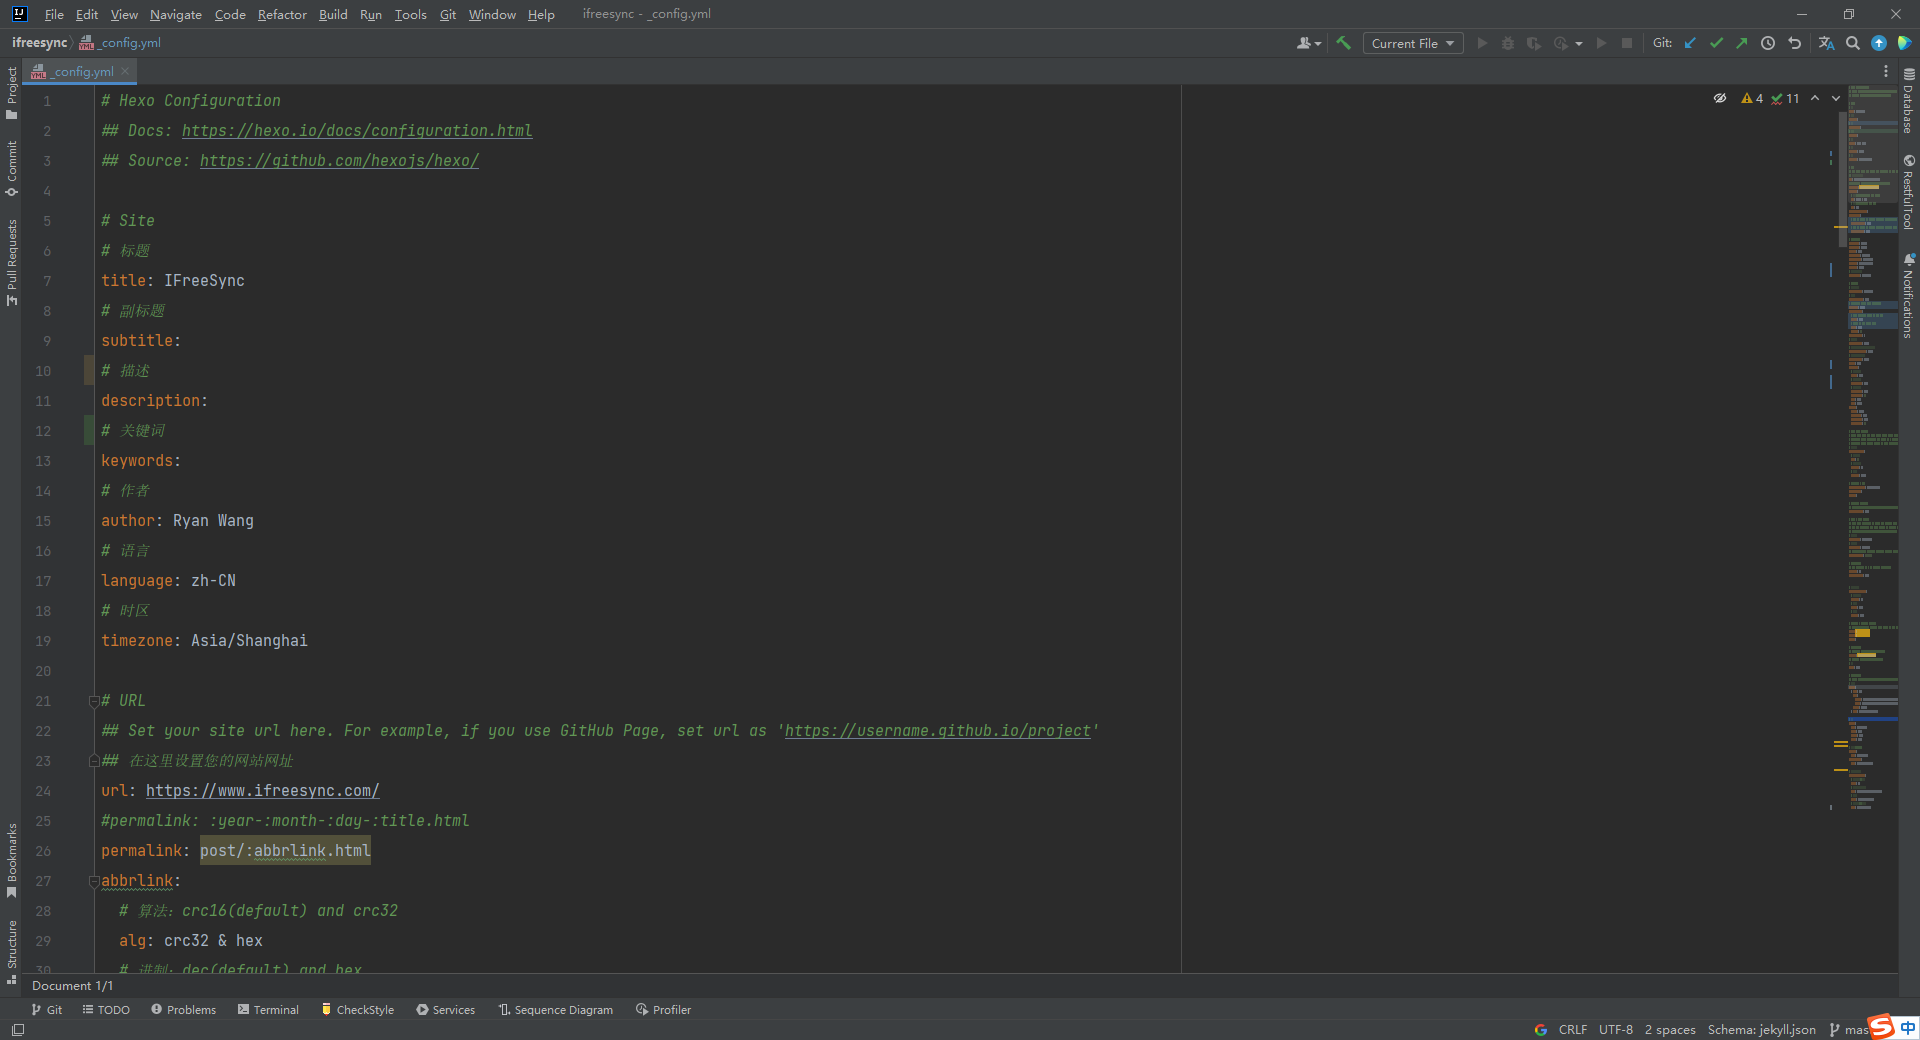 File Edit View Navigate Code Refactor Build Run Tools Git Window Help ifreesync - _config.yml
ifreesync _config.yml Current File Git:
_config.yml
Project
Commit
Pull Requests
Bookmarks
Structure
1 # Hexo Configuration
2 ## Docs: https://hexo.io/docs/configuration.html
3 ## Source: https://github.com/hexojs/hexo/
4
5 # Site
6 # 标题
7 title: IFreeSync
8 # 副标题
9 subtitle:
10 # 描述
11 description:
12 # 关键词
13 keywords:
14 # 作者
15 author: Ryan Wang
16 # 语言
17 language: zh-CN
18 # 时区
19 timezone: Asia/Shanghai
20
21 # URL
22 ## Set your site url here. For example, if you use GitHub Page, set url as 'https://username.github.io/project'
23 ## 在这里设置您的网站网址
24 url: https://www.ifreesync.com/
25 #permalink: :year-:month-:day-:title.html
26 permalink: post/:abbrlink.html
27 abbrlink:
28 # 算法: crc16(default) and crc32
29 alg: crc32 & hex
30 # 进制: dec(default) and hex
4 11
Database
RestfulTool
Notifications
Document 1/1
Git TODO Problems Terminal CheckStyle Services Sequence Diagram Profiler
CRLF UTF-8 2 spaces Schema: jekyll.json mas 中